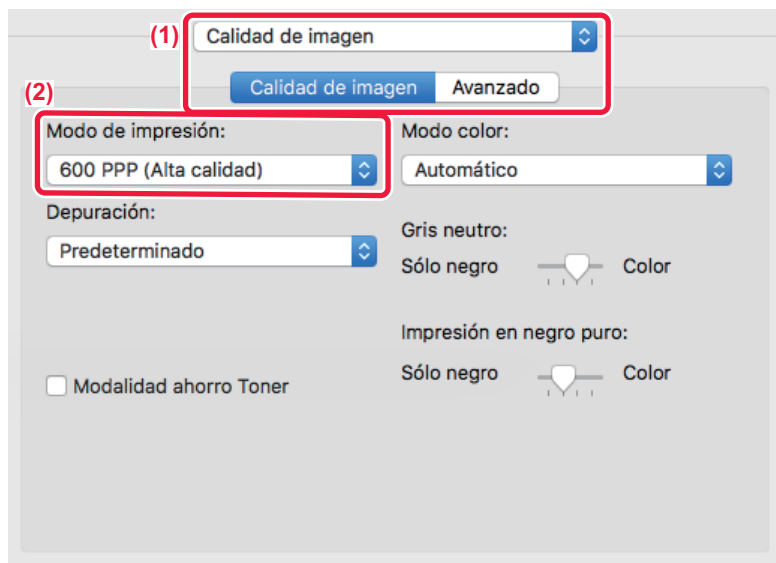 (1)
Calidad de imagen
Calidad de imagen Avanzado
(2)
Modo de impresión:
600 PPP (Alta calidad)
Depuración:
Predeterminado
Modalidad ahorro Toner
Modo color:
Automático
Gris neutro:
Sólo negro Color
Impresión en negro puro:
Sólo negro Color